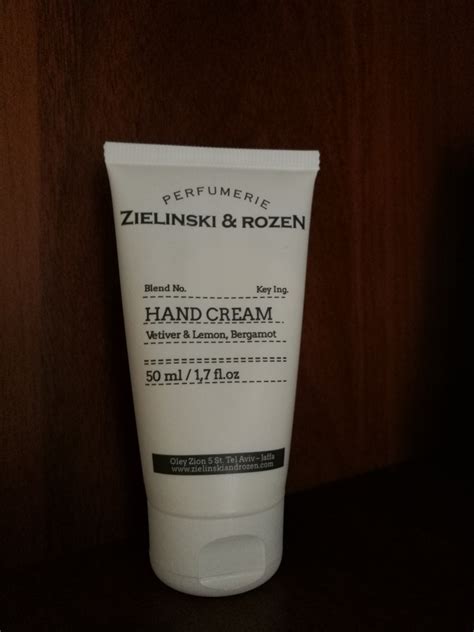 PERFUMERIE
ZIELINSKI & ROZEN
Blend No. Key Ing.
HAND CREAM
Vetiver & Lemon, Bergamot
50 ml / 1,7 fl.oz
Oley Zion 5 St. Tel Aviv – Jaffa
www.zielinskiandrozen.com